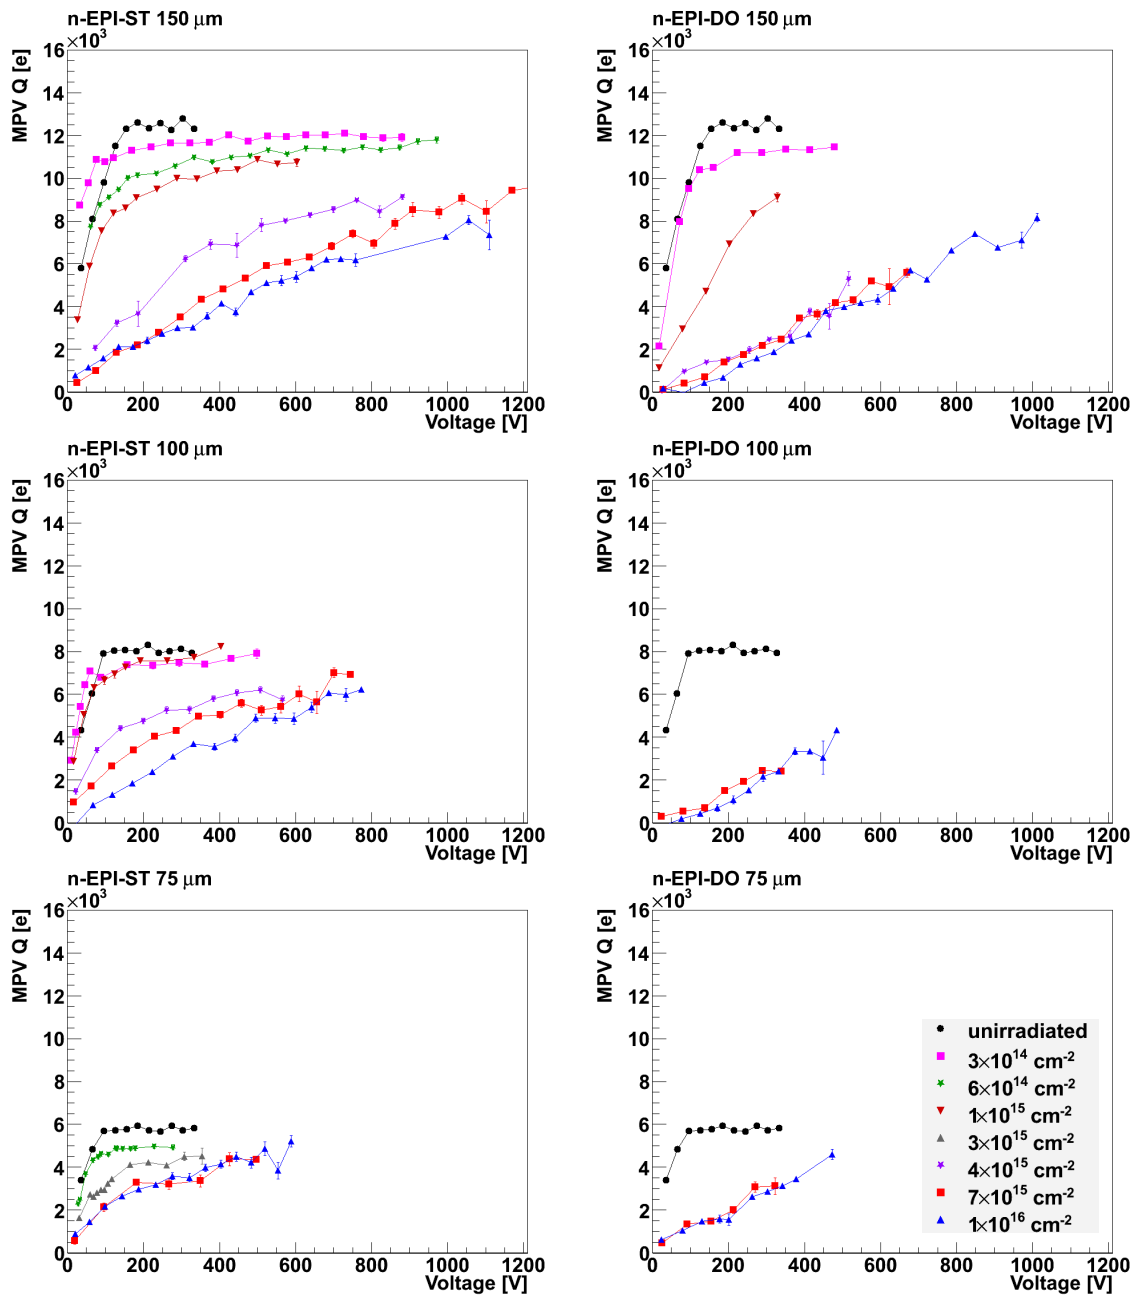 n-EPI-ST 150 μm
×10³
MPV Q [e]
16
14
12
10
8
6
4
2
0
0 200 400 600 800 1000 1200
Voltage [V]
n-EPI-DO 150 μm
×10³
MPV Q [e]
16
14
12
10
8
6
4
2
0
0 200 400 600 800 1000 1200
Voltage [V]
n-EPI-ST 100 μm
×10³
MPV Q [e]
16
14
12
10
8
6
4
2
0
0 200 400 600 800 1000 1200
Voltage [V]
n-EPI-DO 100 μm
×10³
MPV Q [e]
16
14
12
10
8
6
4
2
0
0 200 400 600 800 1000 1200
Voltage [V]
n-EPI-ST 75 μm
×10³
MPV Q [e]
16
14
12
10
8
6
4
2
0
0 200 400 600 800 1000 1200
Voltage [V]
n-EPI-DO 75 μm
×10³
MPV Q [e]
16
14
12
10
8
6
4
2
0
0 200 400 600 800 1000 1200
Voltage [V]
unirradiated
3×10¹⁴ cm⁻²
6×10¹⁴ cm⁻²
1×10¹⁵ cm⁻²
3×10¹⁵ cm⁻²
4×10¹⁵ cm⁻²
7×10¹⁵ cm⁻²
1×10¹⁶ cm⁻²